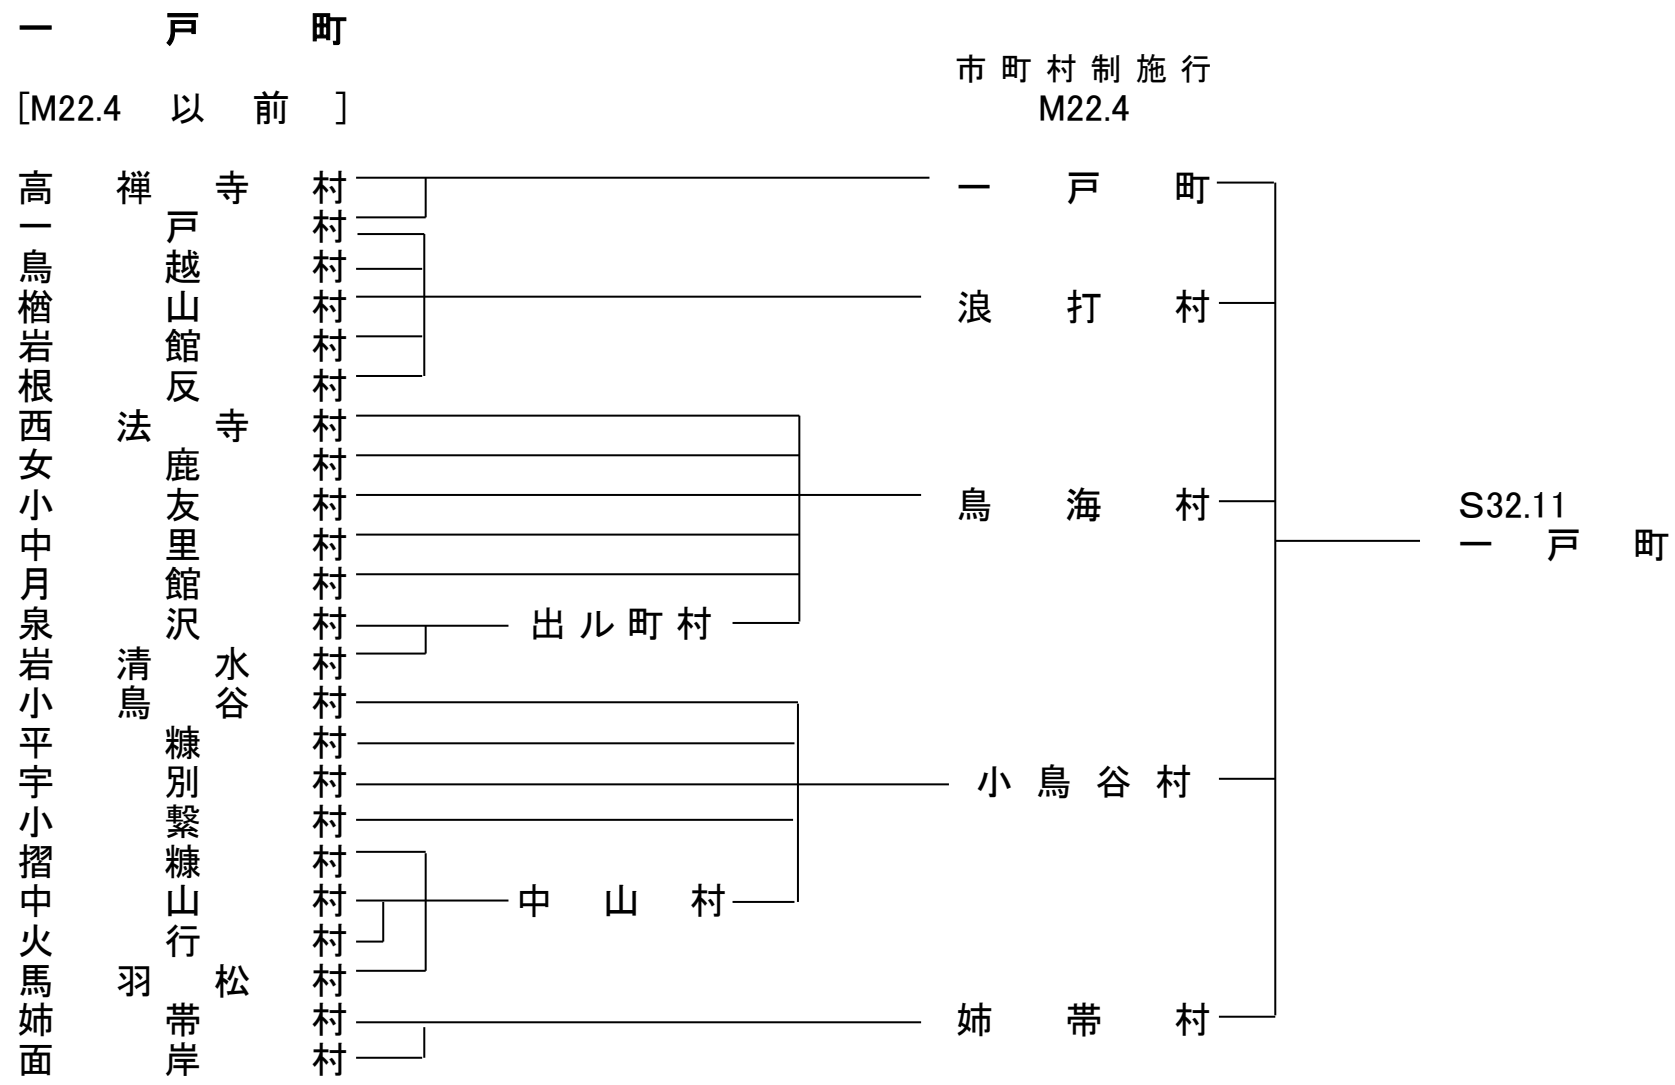 一戸町
市町村制施行
[M22.4 以前] M22.4
高禅寺村 一戸町
一戸村
鳥越村
楢山村 浪打村
岩館村
根反村
西法寺村
女鹿村
小友村 鳥海村 S32.11
中里村 一戸町
月館村
泉沢村 出ル町村
岩清水村
小鳥谷村
平糠村
宇別村 小鳥谷村
小繋村
摺糠村
中山村 中山村
火行村
馬羽松村
姉帯村 姉帯村
面岸村